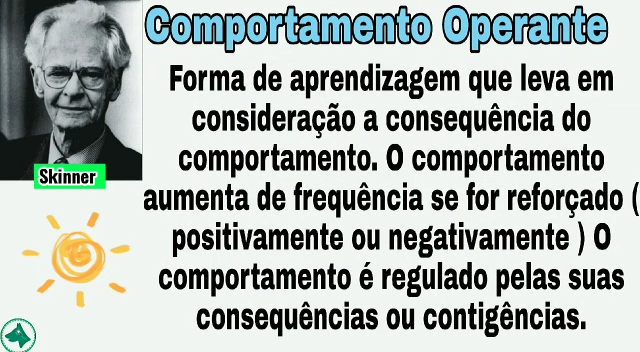 Comportamento Operante
Forma de aprendizagem que leva em
consideração a consequência do
comportamento. O comportamento
aumenta de frequência se for reforçado (
positivamente ou negativamente ) O
comportamento é regulado pelas suas
consequências ou contigências.
Skinner